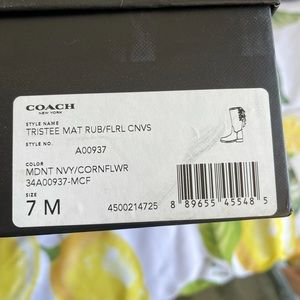 COACH
NEW YORK
STYLE NAME
TRISTEE MAT RUB/FLRL CNVS
STYLE NO.
A00937
COLOR
MDNT NVY/CORNFLWR
34A00937-MCF
SIZE
7 M
4500214725
8 89655 45548 5